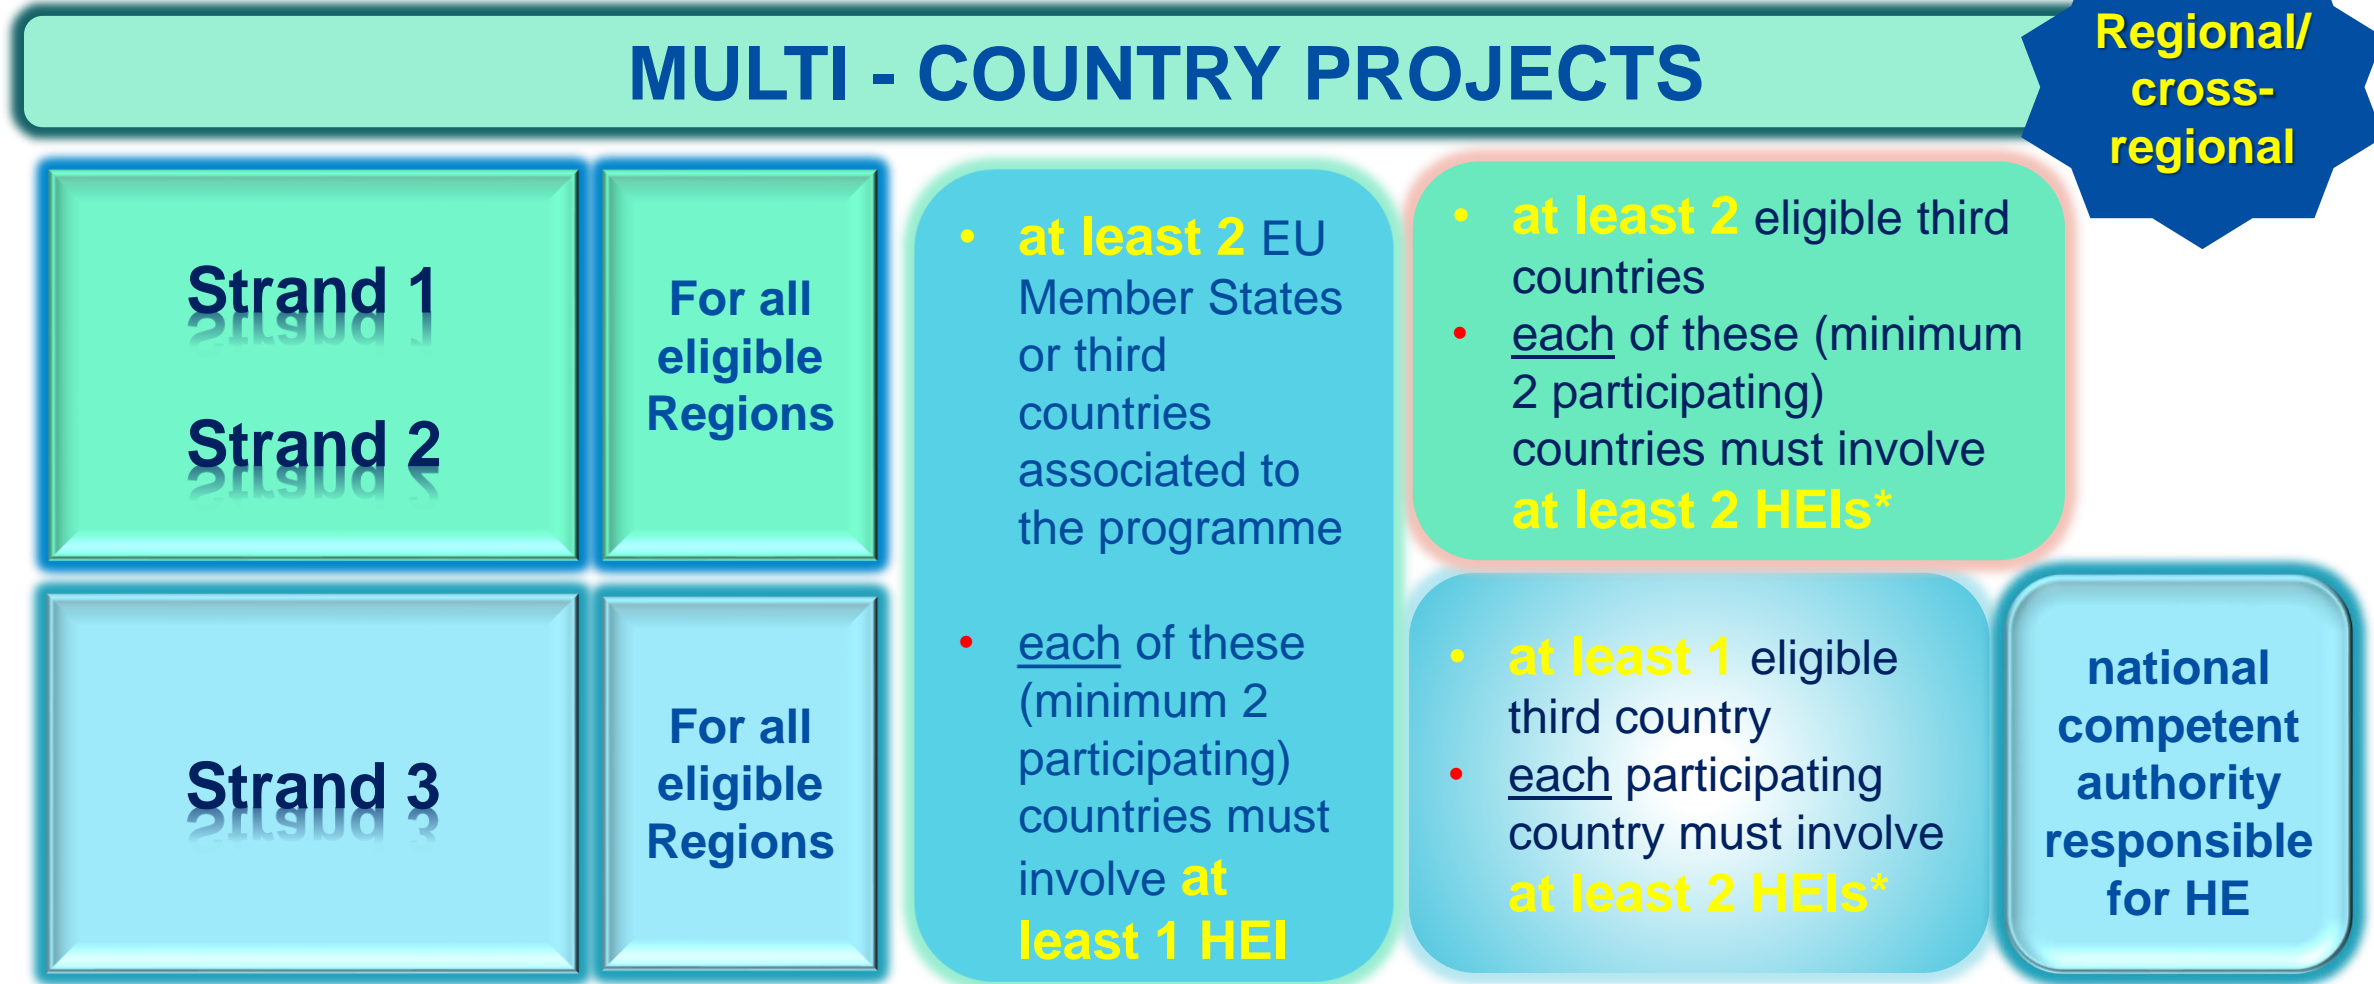 MULTI - COUNTRY PROJECTS
Regional/
cross-
regional
Strand 1
Strand 2
For all
eligible
Regions
• at least 2 EU
Member States
or third
countries
associated to
the programme
• each of these
(minimum 2
participating)
countries must
involve at
least 1 HEI
• at least 2 eligible third
countries
• each of these (minimum
2 participating)
countries must involve
at least 2 HEIs*
Strand 3
For all
eligible
Regions
• at least 1 eligible
third country
• each participating
country must involve
at least 2 HEIs*
national
competent
authority
responsible
for HE